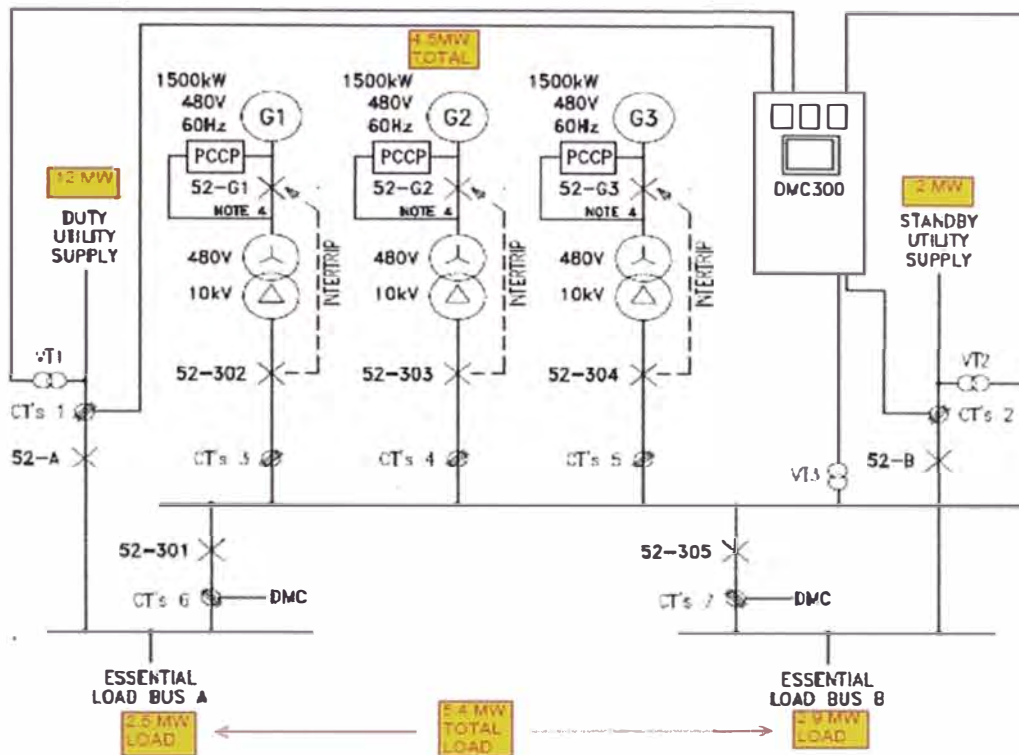 4.5MW
TOTAL
1500kW
480V
60Hz
G1
1500kW
480V
60Hz
G2
1500kW
480V
60Hz
G3
PCCP
PCCP
PCCP
52-G1
52-G2
52-G3
NOTE 4
NOTE 4
NOTE 4
DMC300
12 MW
DUTY
UTILITY
SUPPLY
2 MW
STANDBY
UTILITY
SUPPLY
480V
10kV
INTERTRIP
480V
10kV
INTERTRIP
480V
10kV
INTERTRIP
VT1
VT2
52-302
52-303
52-304
CT's 1
CT's 2
52-A
CT's 3
CT's 4
CT's 5
VT3
52-B
52-301
52-305
CT's 6
DMC
CT's 7
DMC
ESSENTIAL
LOAD BUS A
ESSENTIAL
LOAD BUS B
2.5 MW
LOAD
5.4 MW
TOTAL
LOAD
2.9 MW
LOAD